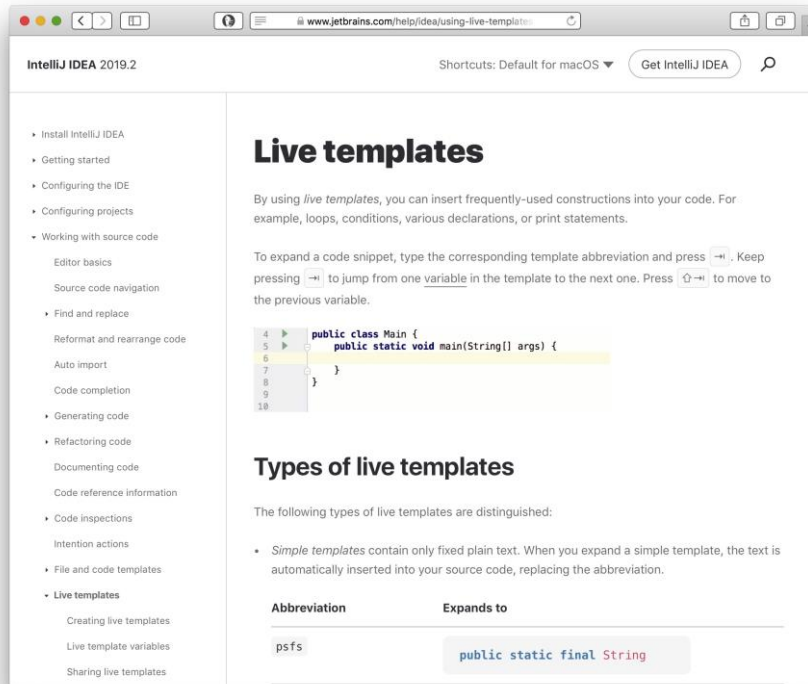 www.jetbrains.com/help/idea/using-live-templates
IntelliJ IDEA 2019.2
Shortcuts: Default for macOS
Get IntelliJ IDEA
Install IntelliJ IDEA
Getting started
Configuring the IDE
Configuring projects
Working with source code
Editor basics
Source code navigation
Find and replace
Reformat and rearrange code
Auto import
Code completion
Generating code
Refactoring code
Documenting code
Code reference information
Code inspections
Intention actions
File and code templates
Live templates
Creating live templates
Live template variables
Sharing live templates
Live templates
By using live templates, you can insert frequently-used constructions into your code. For
example, loops, conditions, various declarations, or print statements.
To expand a code snippet, type the corresponding template abbreviation and press ⇥ . Keep
pressing ⇥ to jump from one variable in the template to the next one. Press ⇧⇥ to move to
the previous variable.
4 public class Main {
5 public static void main(String[] args) {
6
7 }
8 }
9
10
Types of live templates
The following types of live templates are distinguished:
• Simple templates contain only fixed plain text. When you expand a simple template, the text is
automatically inserted into your source code, replacing the abbreviation.
Abbreviation Expands to
psfs public static final String